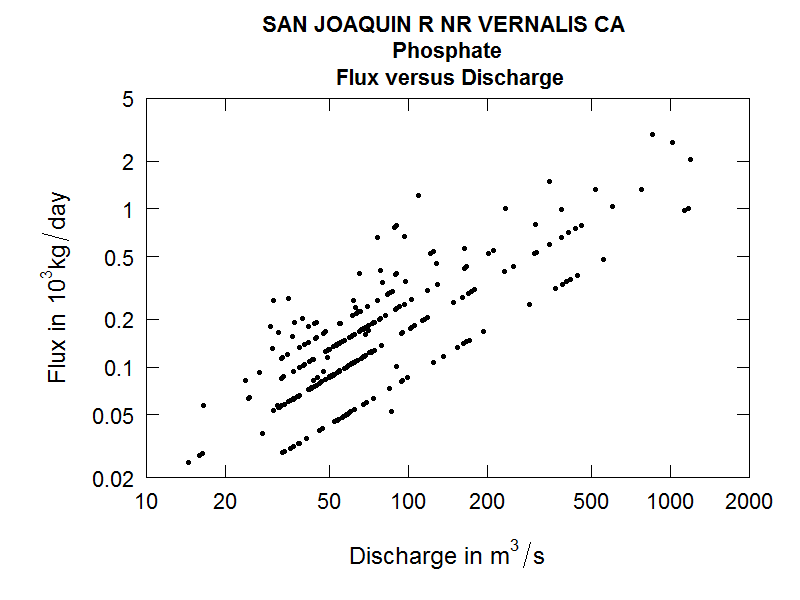 SAN JOAQUIN R NR VERNALIS CA
Phosphate
Flux versus Discharge
Flux in 10³kg/day
5
2
1
0.5
0.2
0.1
0.05
0.02
10 20 50 100 200 500 1000 2000
Discharge in m³/s